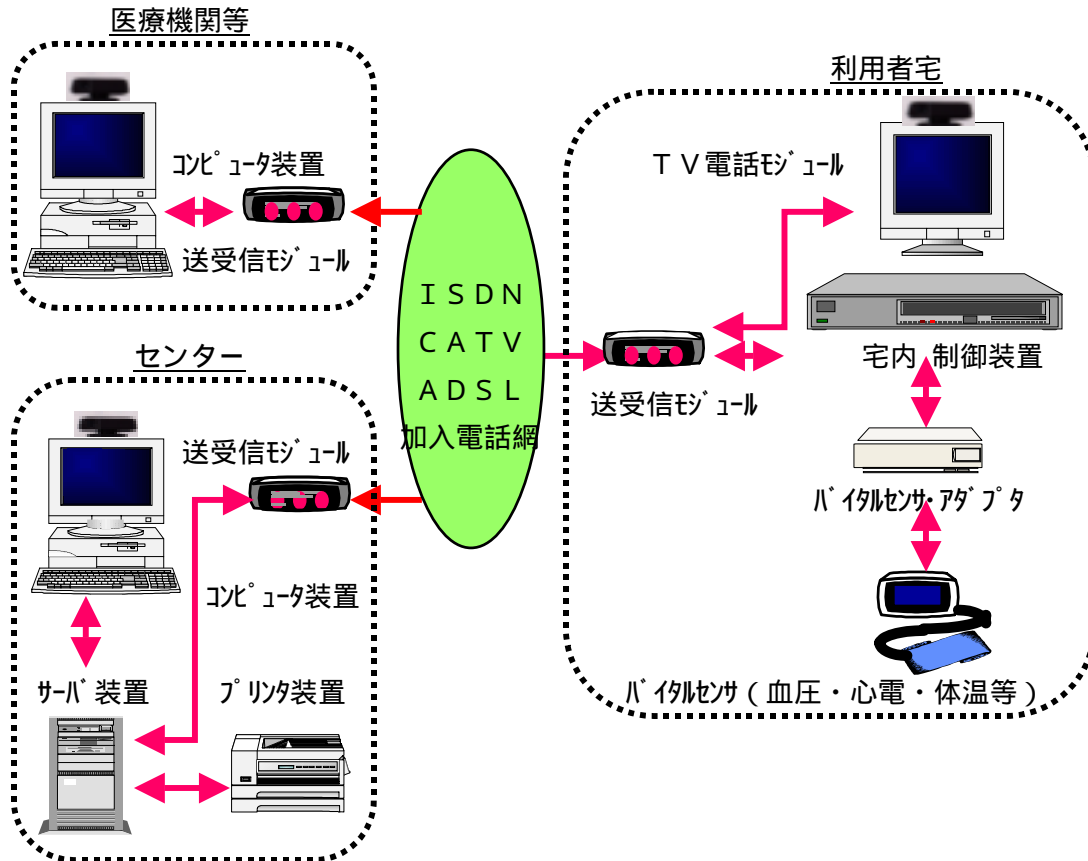 医療機関等
コンピュータ装置
送受信モジュール
センター
送受信モジュール
コンピュータ装置
サーバ装置
プリンタ装置
ＩＳＤＮ
ＣＡＴＶ
ＡＤＳＬ
加入電話網
利用者宅
ＴＶ電話モジュール
送受信モジュール
宅内 制御装置
バイタルセンサ・アダプタ
バイタルセンサ（血圧・心電・体温等）